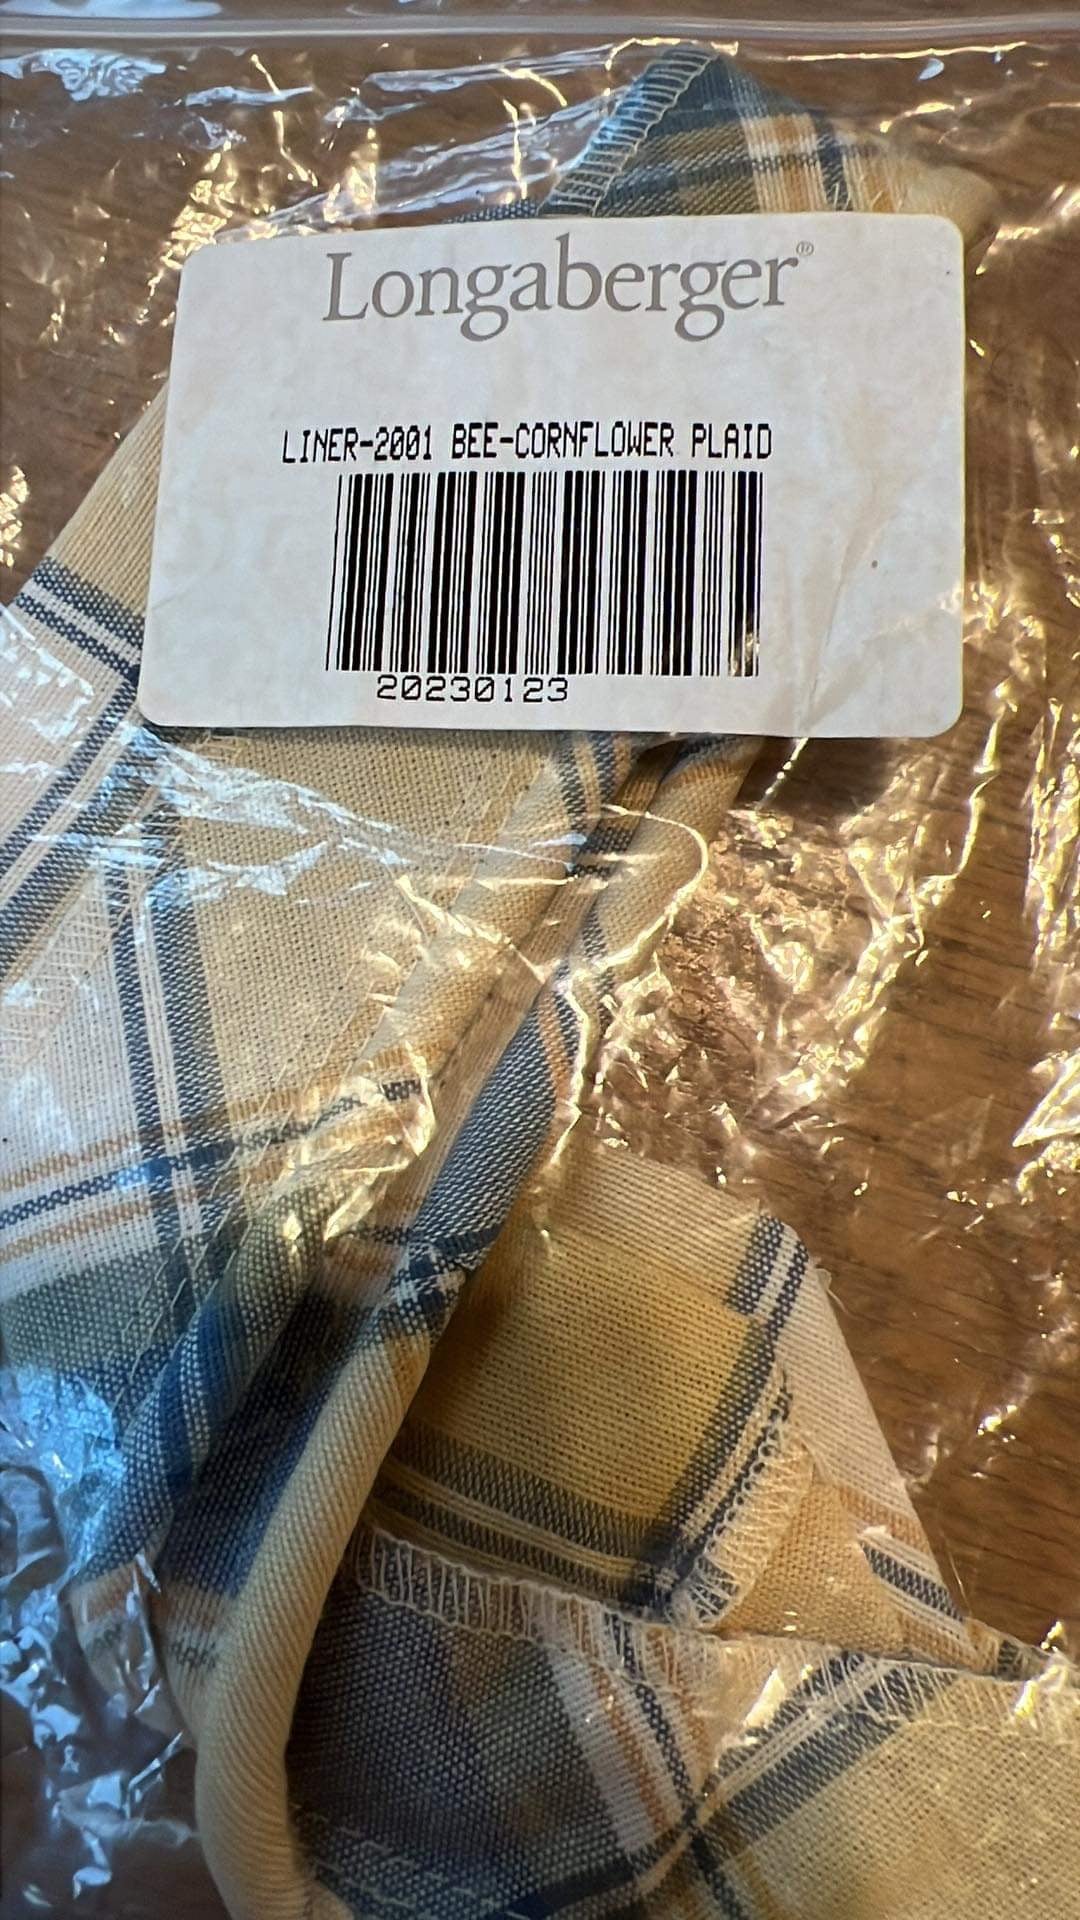 Longaberger®
LINER-2001 BEE-CORNFLOWER PLAID
20230123